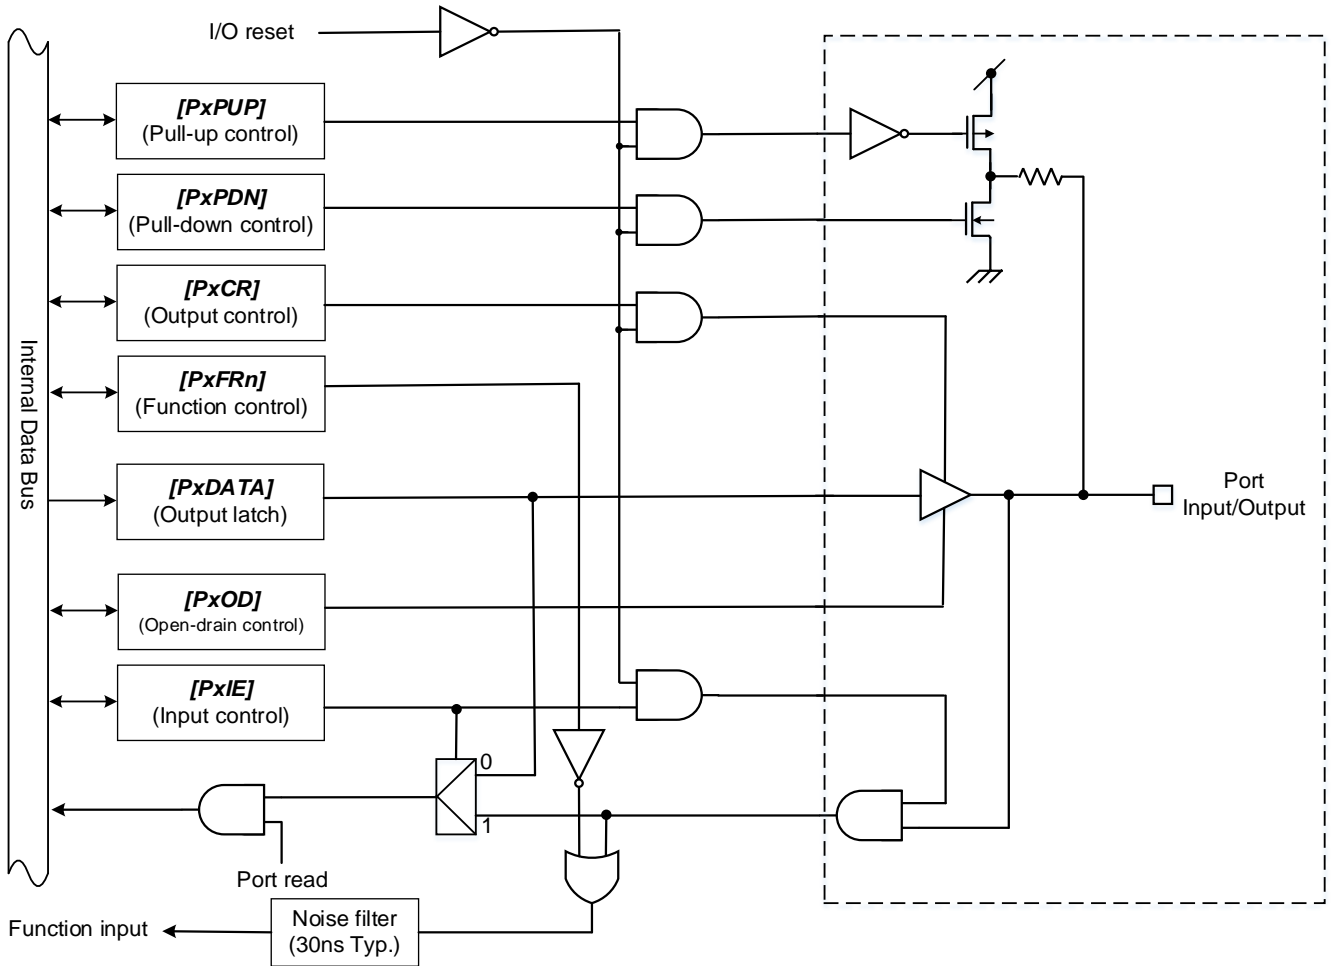 I/O reset
[PxPUP]
(Pull-up control)
[PxPDN]
(Pull-down control)
[PxCR]
(Output control)
[PxFRn]
(Function control)
Internal Data Bus
[PxDATA]
(Output latch)
Port
Input/Output
[PxOD]
(Open-drain control)
[PxIE]
(Input control)
0
1
Port read
Noise filter
(30ns Typ.)
Function input